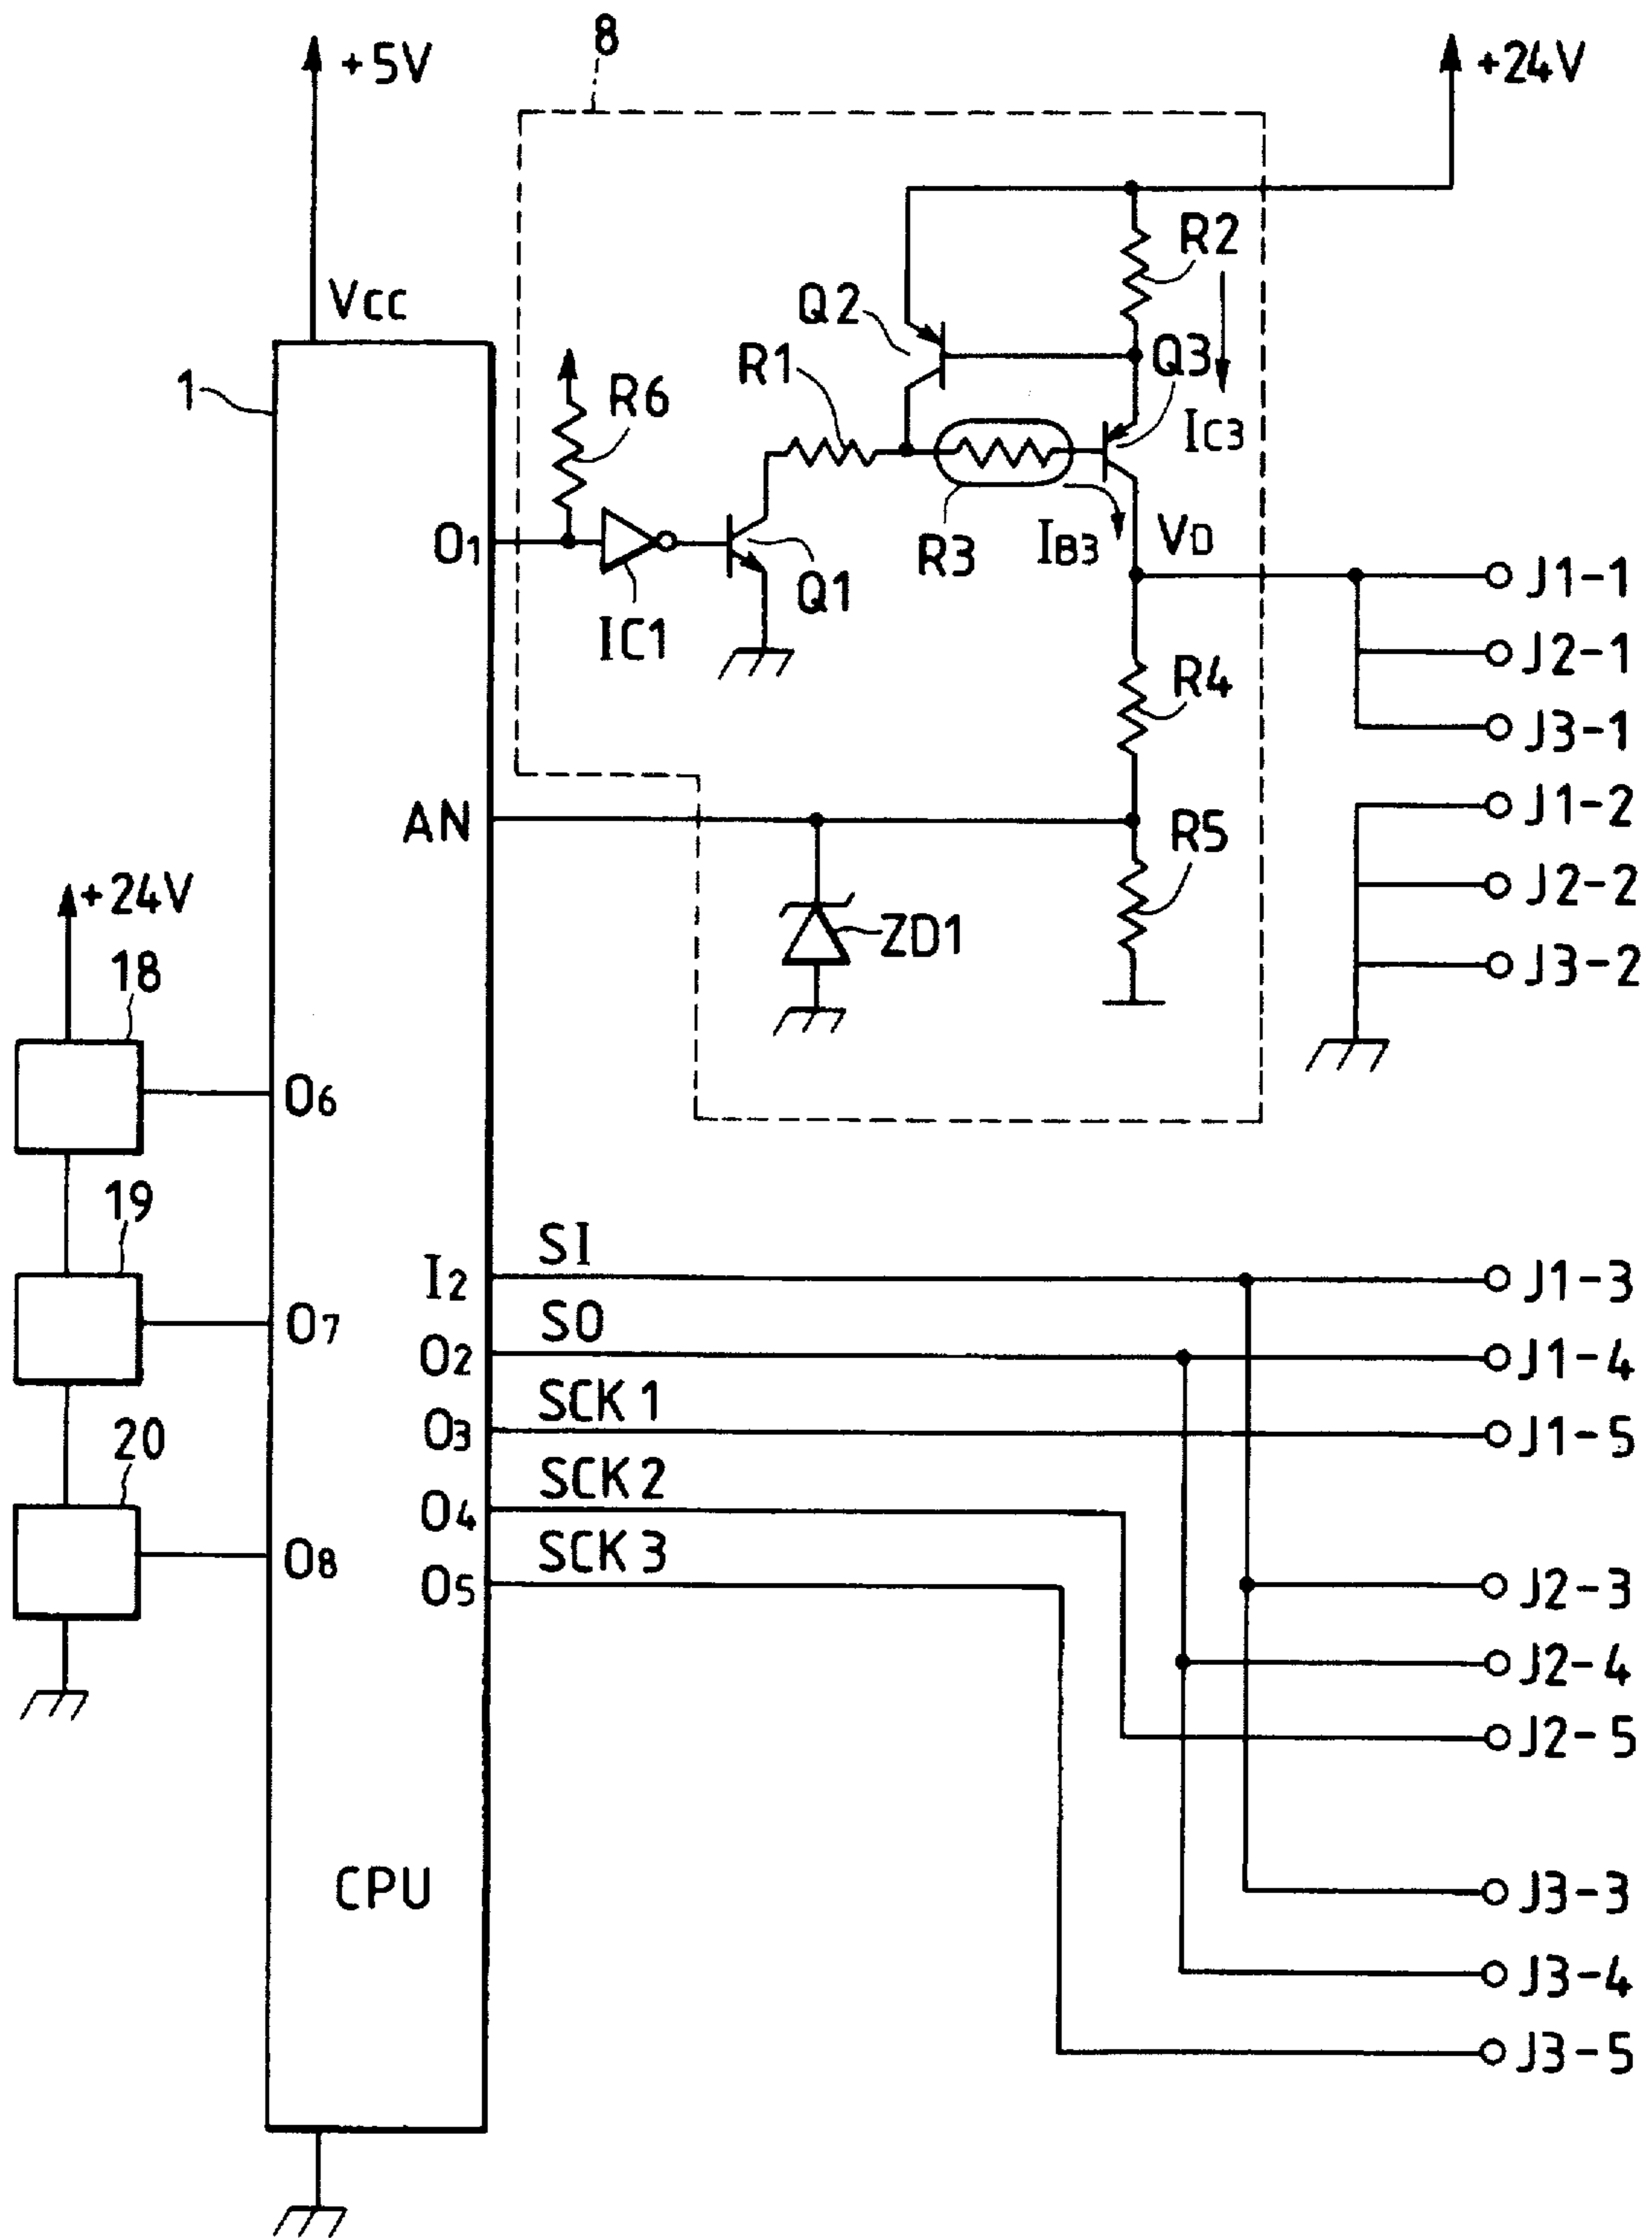 8
+5V
+24V
VCC
R2
Q2
Q3
R1
1
R6
IC3
O1
R3
IB3
VD
Q1
IC1
J1-1
J2-1
R4
J3-1
AN
J1-2
R5
+24V
J2-2
ZD1
18
J3-2
O6
19
SI
I2
J1-3
O7
SO
O2
J1-4
SCK1
20
O3
J1-5
SCK2
O4
O8
SCK3
O5
J2-3
J2-4
J2-5
CPU
J3-3
J3-4
J3-5